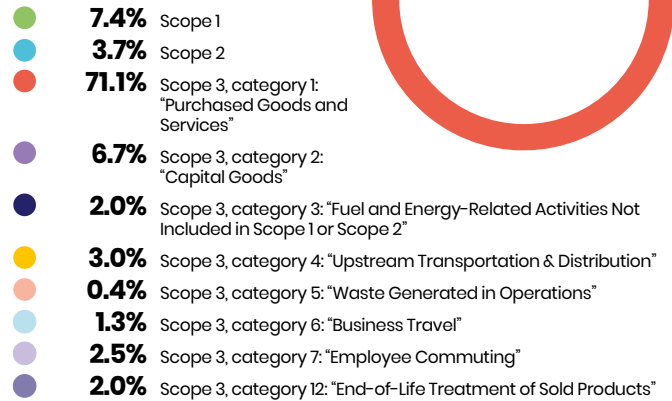 7.4% Scope 1
3.7% Scope 2
71.1% Scope 3, category 1:
“Purchased Goods and
Services”
6.7% Scope 3, category 2:
“Capital Goods”
2.0% Scope 3, category 3: “Fuel and Energy-Related Activities Not
Included in Scope 1 or Scope 2”
3.0% Scope 3, category 4: “Upstream Transportation & Distribution”
0.4% Scope 3, category 5: “Waste Generated in Operations”
1.3% Scope 3, category 6: “Business Travel”
2.5% Scope 3, category 7: “Employee Commuting”
2.0% Scope 3, category 12: “End-of-Life Treatment of Sold Products”